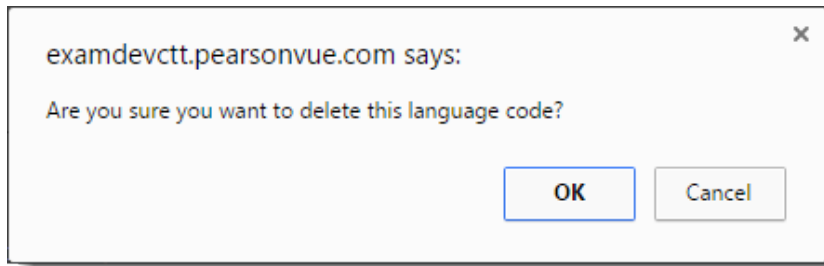 examdevctt.pearsonvue.com says:
Are you sure you want to delete this language code?
OK
Cancel